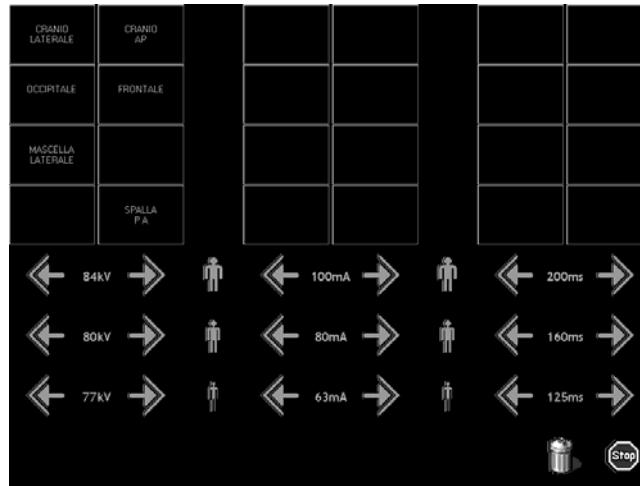 CRANIO
LATERALE
CRANIO
AP
OCCIPITALE
FRONTALE
MASCELLA
LATERALE
SPALLA
P A
84kV
100mA
200ms
80kV
80mA
160ms
77kV
63mA
125ms
Stop